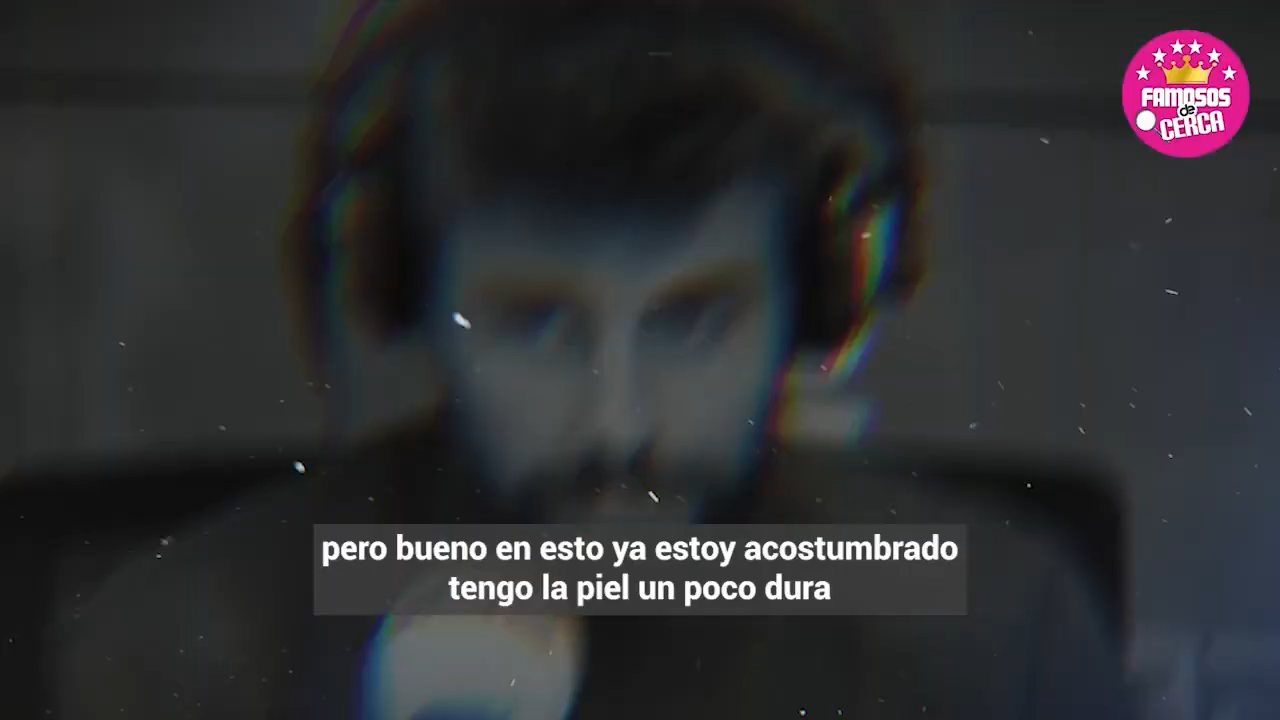 FAMOSOS
de
CERCA
pero bueno en esto ya estoy acostumbrado
tengo la piel un poco dura